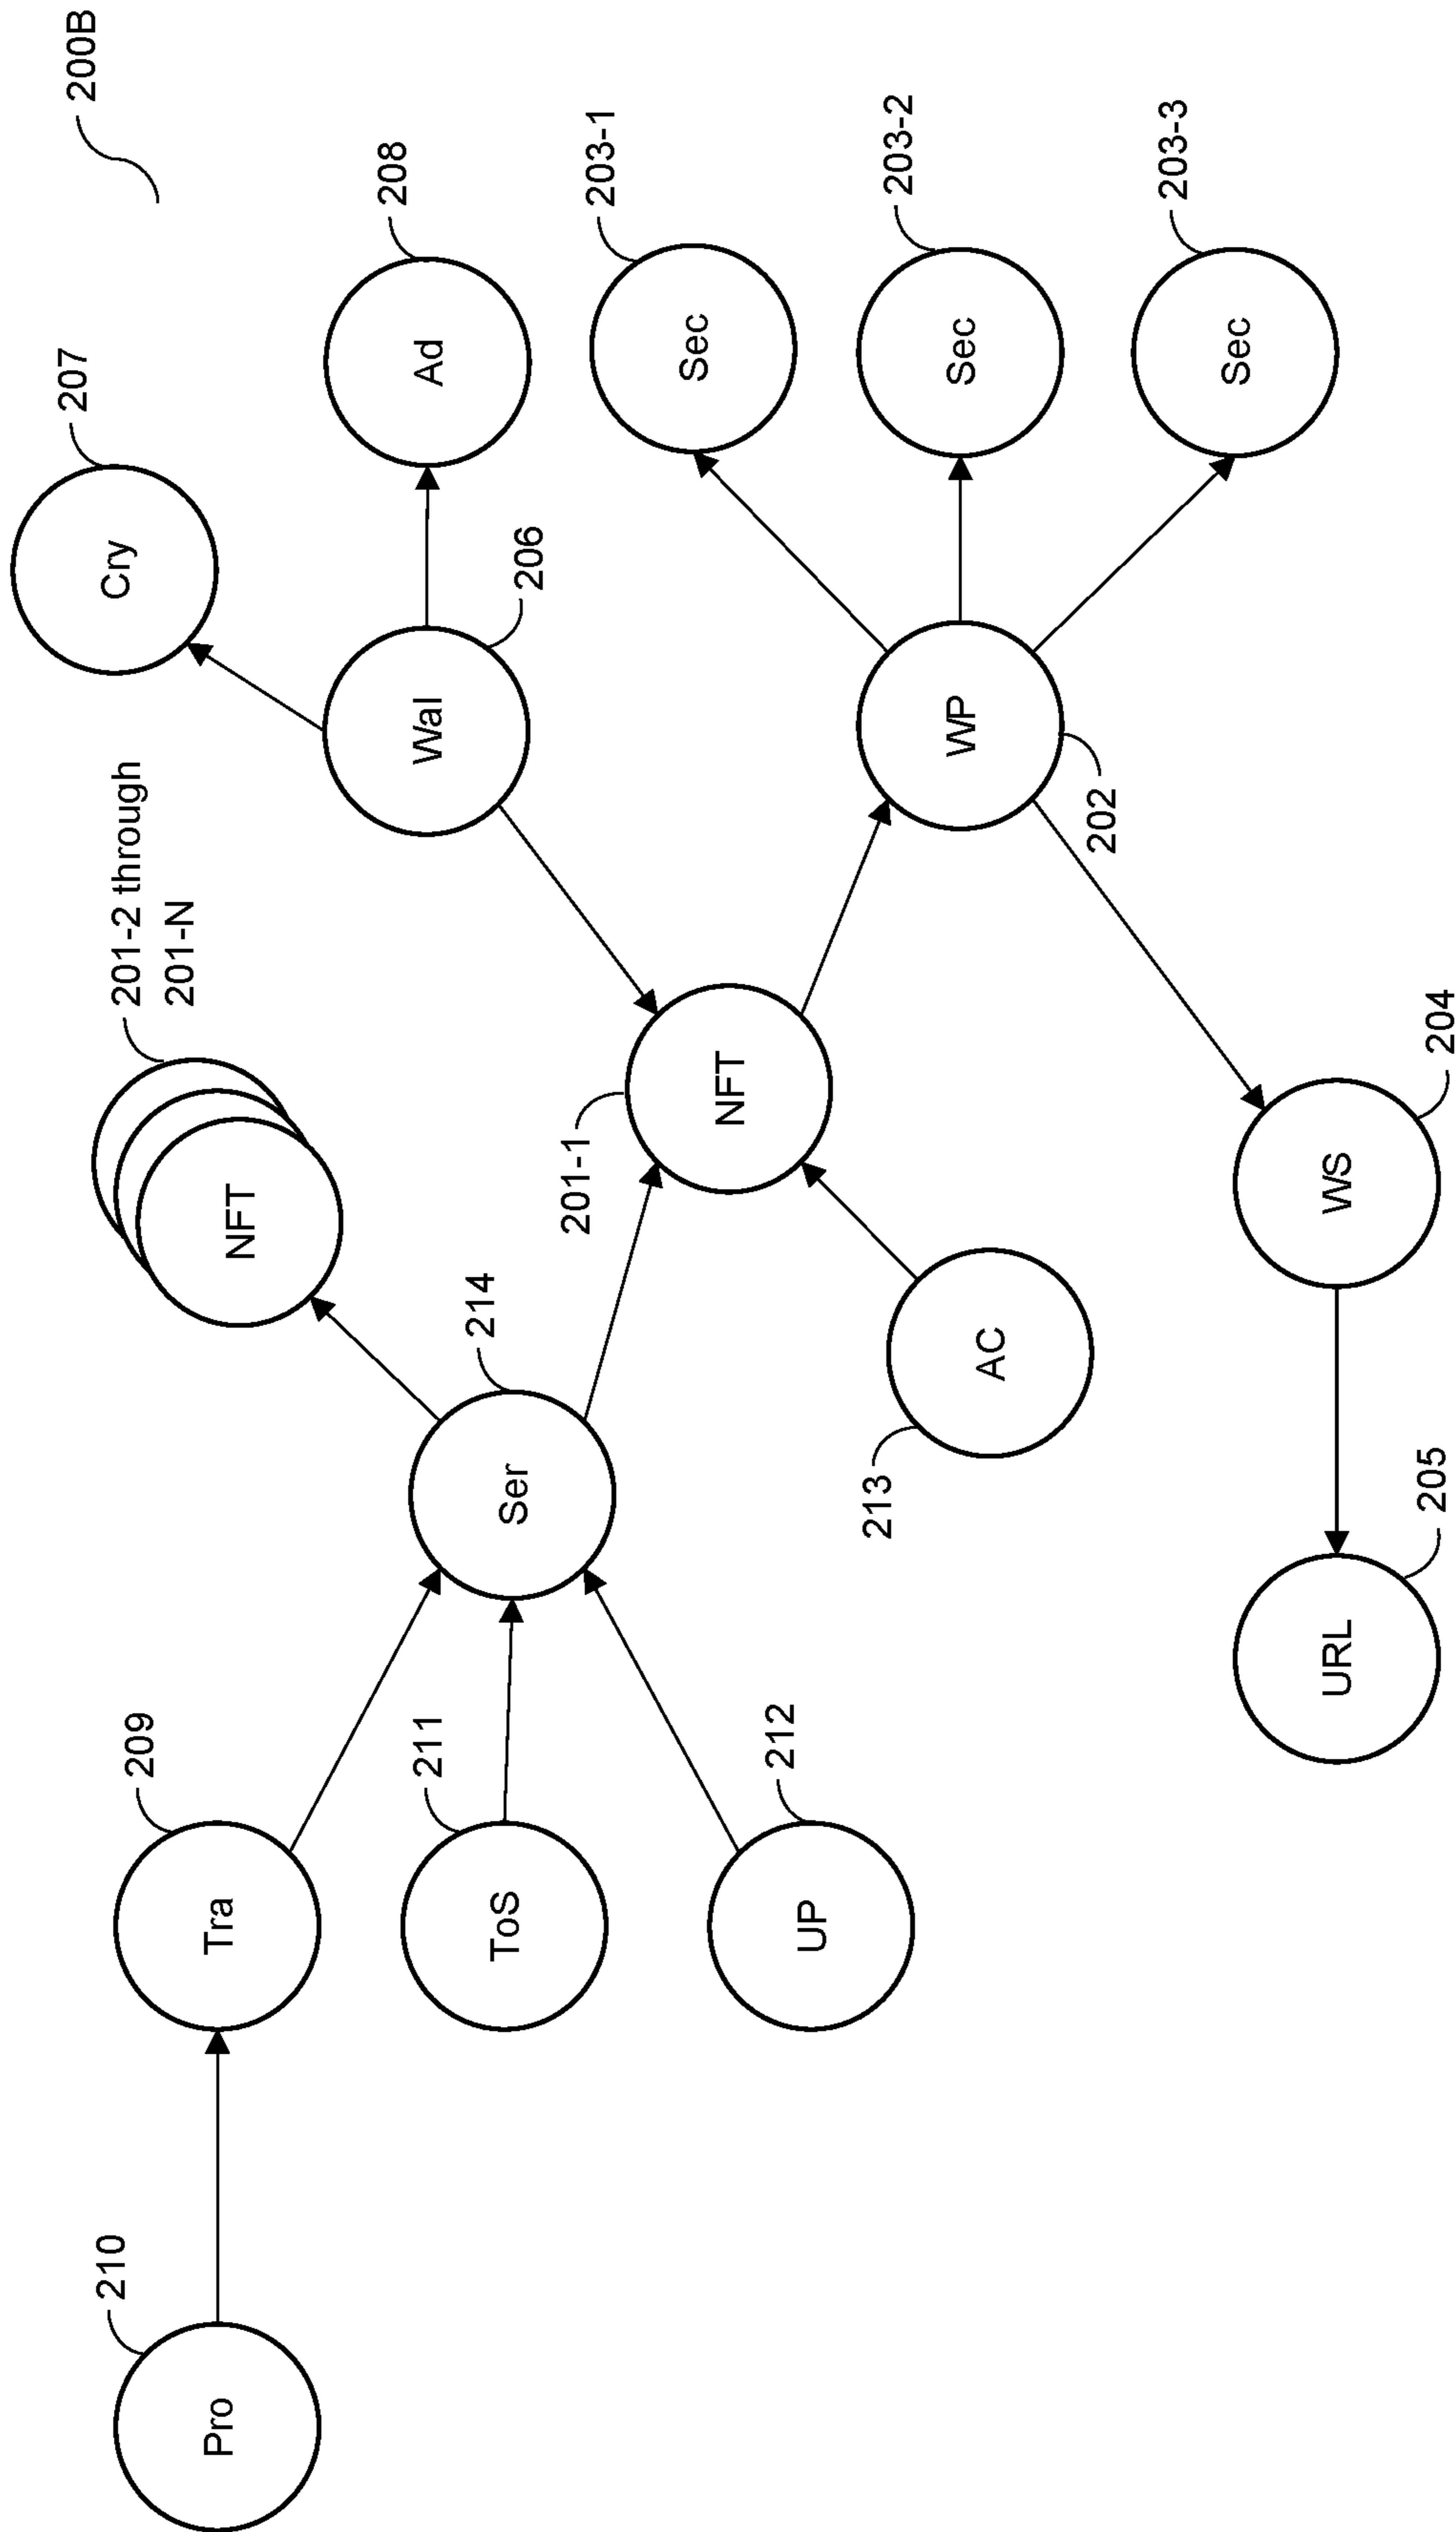 200B
210
Pro
209
Tra
201-2 through
201-N
NFT
207
Cry
211
ToS
214
Ser
206
Wal
208
Ad
212
UP
201-1
NFT
203-1
Sec
213
AC
202
WP
203-2
Sec
203-3
Sec
205
URL
204
WS